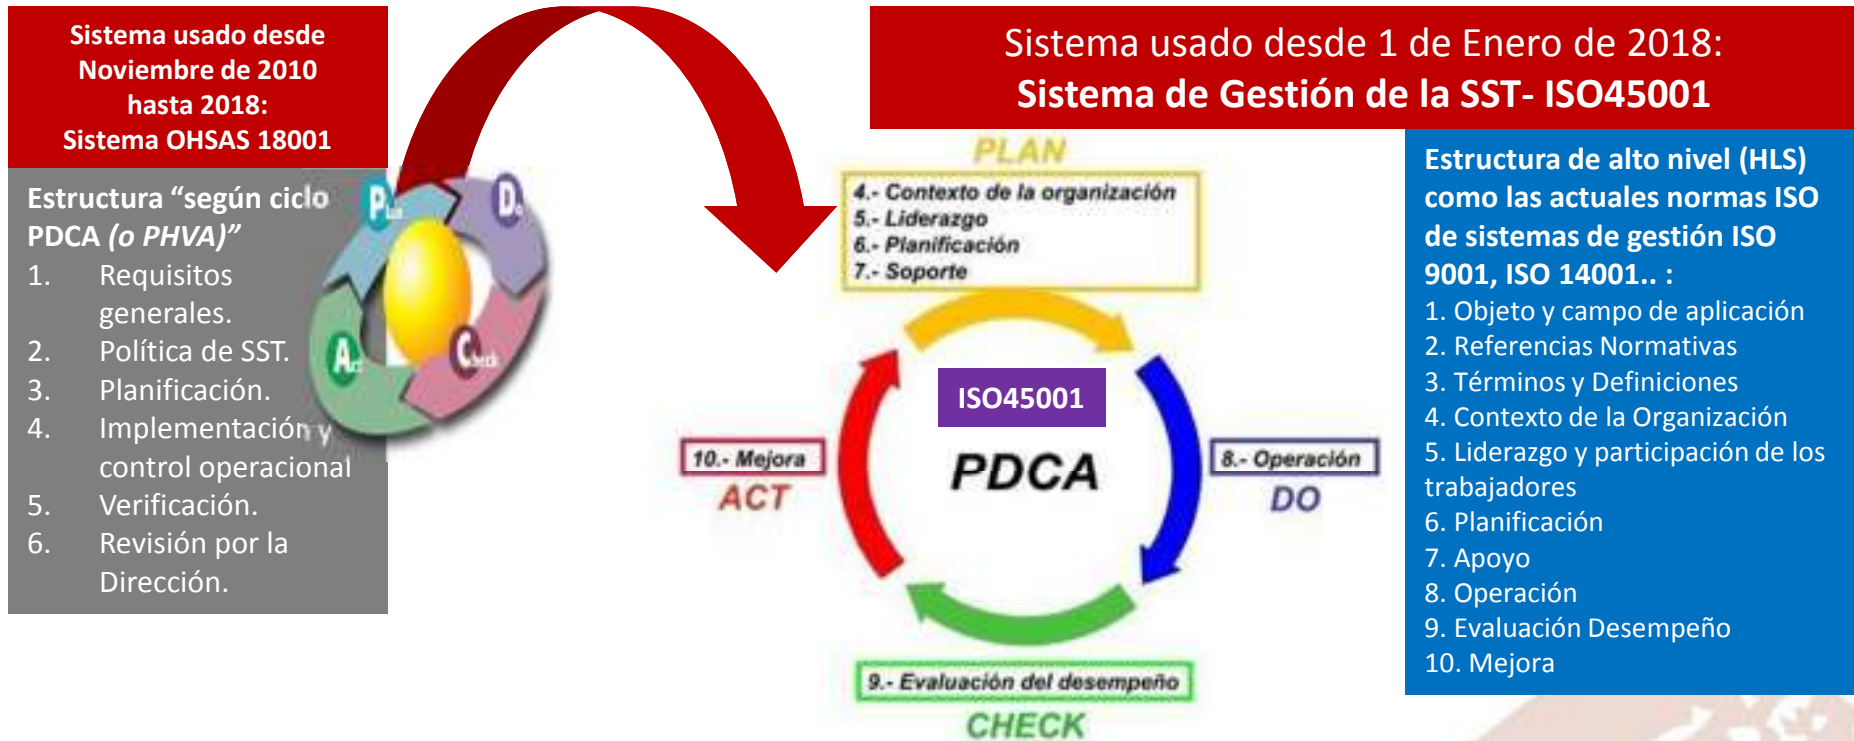 Sistema usado desde
Noviembre de 2010
hasta 2018:
Sistema OHSAS 18001
Estructura “según ciclo
PDCA (o PHVA)”
1. Requisitos
generales.
2. Política de SST.
3. Planificación.
4. Implementación y
control operacional
5. Verificación.
6. Revisión por la
Dirección.
Plan
Do
Act
Check
Sistema usado desde 1 de Enero de 2018:
Sistema de Gestión de la SST- ISO45001
PLAN
4.- Contexto de la organización
5.- Liderazgo
6.- Planificación
7.- Soporte
ISO45001
PDCA
10.- Mejora
ACT
8.- Operación
DO
9.- Evaluación del desempeño
CHECK
Estructura de alto nivel (HLS)
como las actuales normas ISO
de sistemas de gestión ISO
9001, ISO 14001.. :
1. Objeto y campo de aplicación
2. Referencias Normativas
3. Términos y Definiciones
4. Contexto de la Organización
5. Liderazgo y participación de los
trabajadores
6. Planificación
7. Apoyo
8. Operación
9. Evaluación Desempeño
10. Mejora